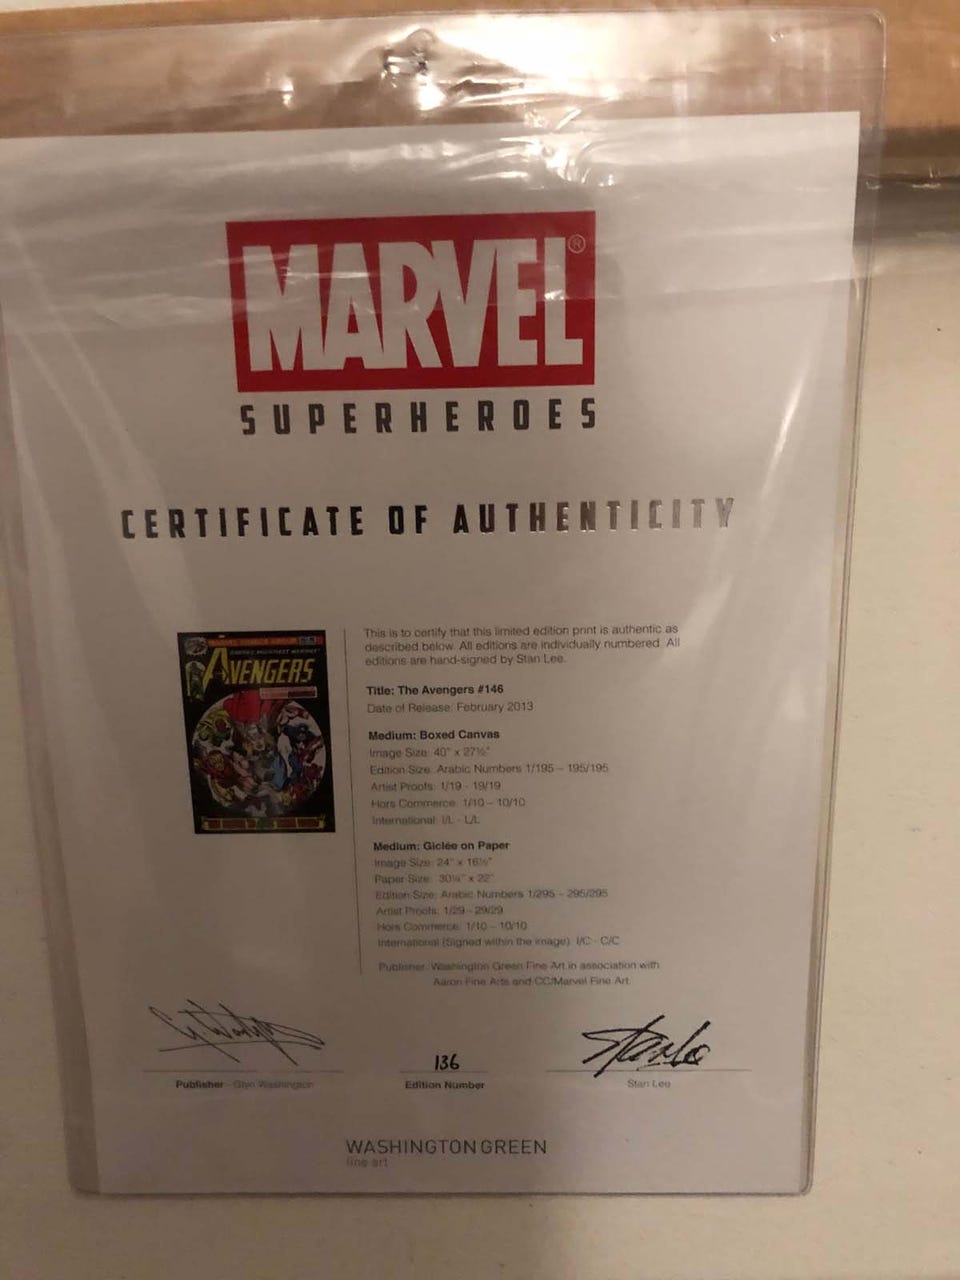 MARVEL®
SUPERHEROES
CERTIFICATE OF AUTHENTICITY
AVENGERS
This is to certify that this limited edition print is authentic as
described below. All editions are individually numbered. All
editions are hand-signed by Stan Lee.
Title: The Avengers #146
Date of Release: February 2013
Medium: Boxed Canvas
Image Size: 40" x 27½"
Edition Size: Arabic Numbers 1/195 – 195/195
Artist Proofs: 1/19 - 19/19
Hors Commerce: 1/10 – 10/10
International: I/L - L/L
Medium: Giclée on Paper
Image Size: 24" x 16½"
Paper Size: 30¼" x 22"
Edition Size: Arabic Numbers 1/295 – 295/295
Artist Proofs: 1/29 - 29/29
Hors Commerce: 1/10 – 10/10
International (Signed within the image) I/C - C/C
Publisher: Washington Green Fine Art in association with
Aaron Fine Arts and CC/Marvel Fine Art
136
Publisher - Glyn Washington
Edition Number
Stan Lee
Stan Lee
WASHINGTON GREEN
fine art